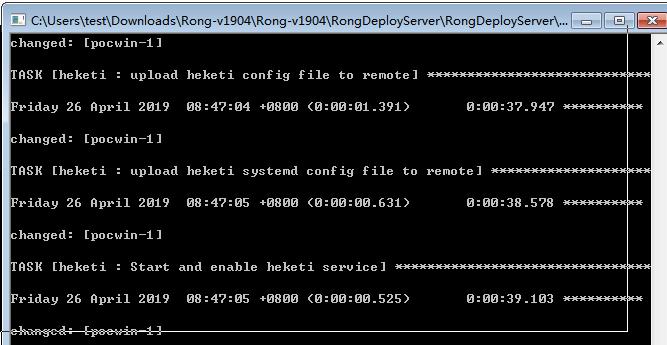 C:\Users\test\Downloads\Rong-v1904\Rong-v1904\RongDeployServer\RongDeployServer\...
changed: [pocwin-1]
TASK [heketi : upload heketi config file to remote] ****************************
Friday 26 April 2019  08:47:04 +0800 (0:00:01.391)       0:00:37.947 **********
changed: [pocwin-1]
TASK [heketi : upload heketi systemd config file to remote] ********************
Friday 26 April 2019  08:47:05 +0800 (0:00:00.631)       0:00:38.578 **********
changed: [pocwin-1]
TASK [heketi : Start and enable heketi service] ********************************
Friday 26 April 2019  08:47:05 +0800 (0:00:00.525)       0:00:39.103 **********
changed: [pocwin-1]